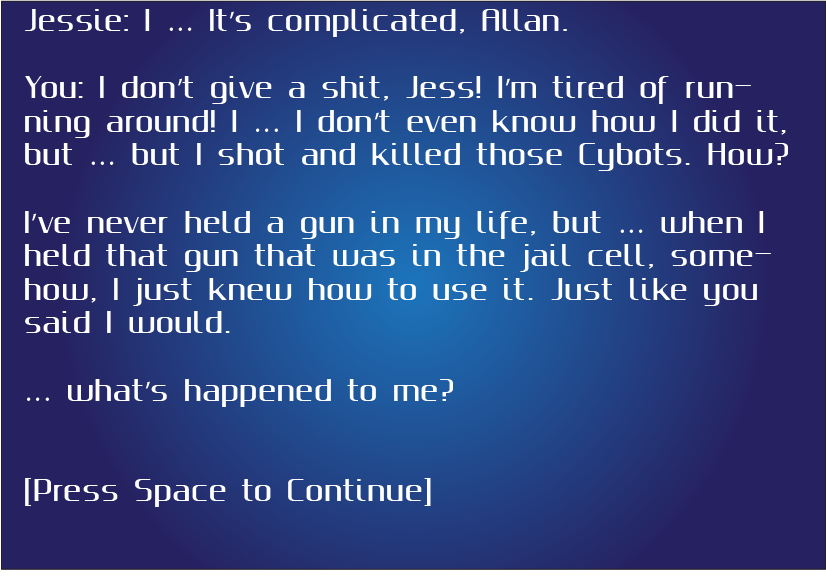 Jessie: I ... It's complicated, Allan.
You: I don't give a shit, Jess! I'm tired of run-
ning around! I ... I don't even know how I did it,
but ... but I shot and killed those Cybots. How?
I've never held a gun in my life, but ... when I
held that gun that was in the jail cell, some-
how, I just knew how to use it. Just like you
said I would.
... what's happened to me?
[Press Space to Continue]